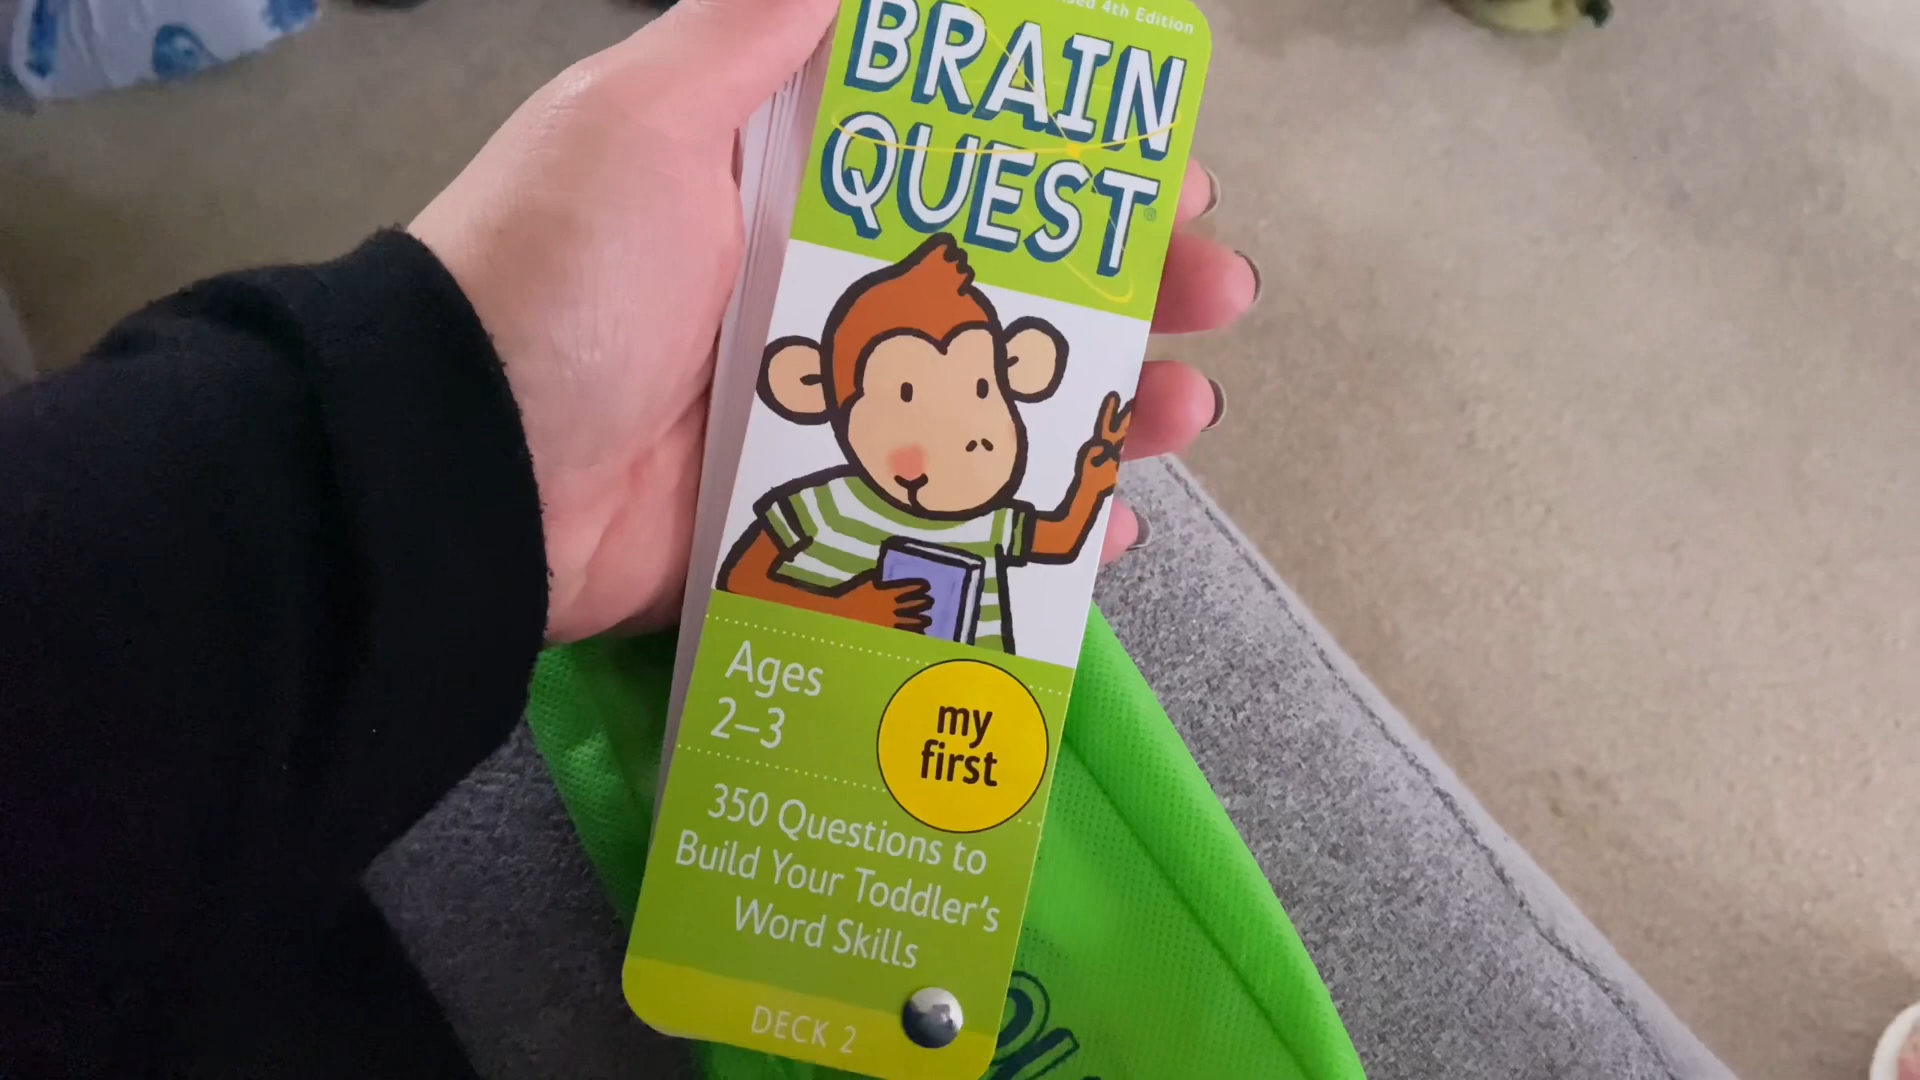 4th Edition
BRAIN
QUEST®
Ages
2–3
my
first
350 Questions to
Build Your Toddler's
Word Skills
DECK 2